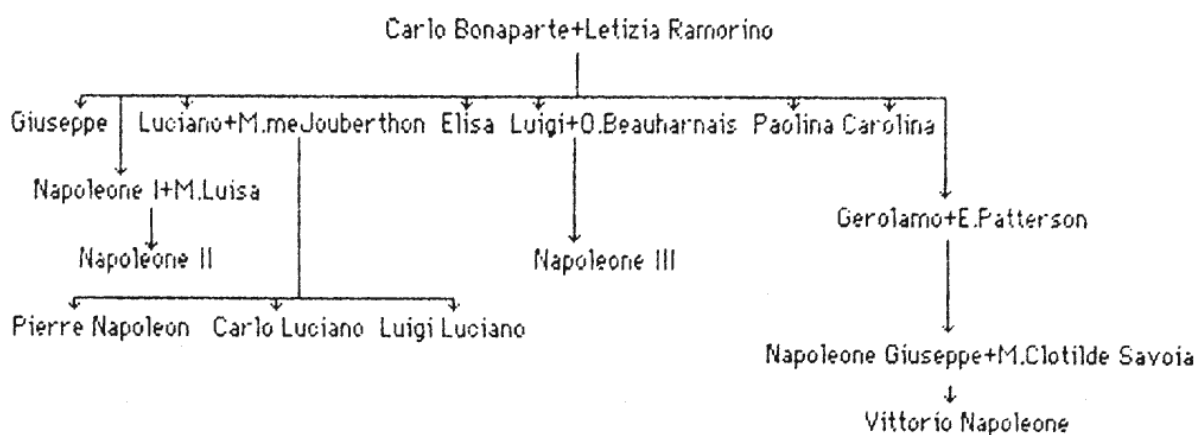 Carlo Bonaparte+Letizia Ramorino
Giuseppe Luciano+M.meJouberthon Elisa Luigi+O.Beauharnais Paolina Carolina
Napoleone I+M.Luisa
Gerolamo+E.Patterson
Napoleone II Napoleone III
Pierre Napoleon Carlo Luciano Luigi Luciano
Napoleone Giuseppe+M.Clotilde Savoia
Vittorio Napoleone